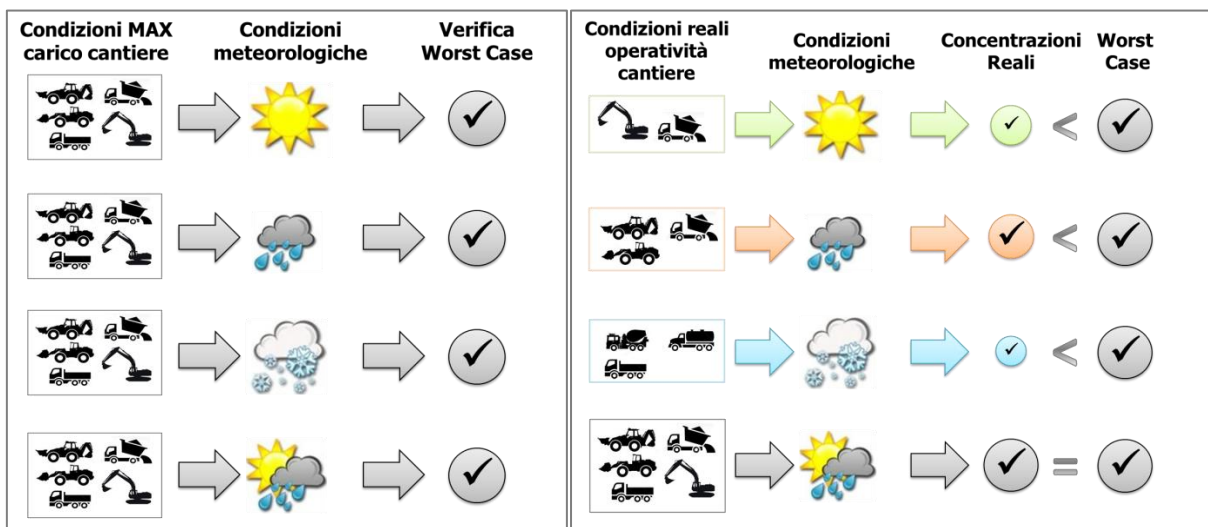 Condizioni MAX
carico cantiere
Condizioni
meteorologiche
Verifica
Worst Case
Condizioni reali
operatività
cantiere
Condizioni
meteorologiche
Concentrazioni
Reali
Worst
Case
<
<
<
=